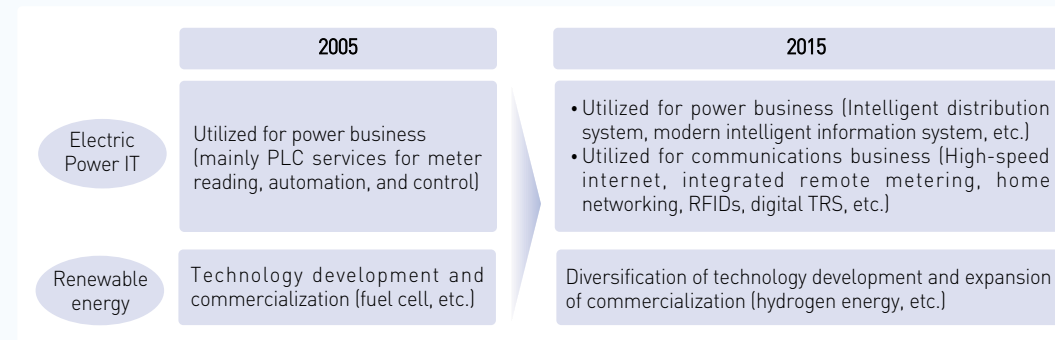 2005
2015
Electric
Power IT
Utilized for power business
(mainly PLC services for meter
reading, automation, and control)
•Utilized for power business (Intelligent distribution
system, modern intelligent information system, etc.)
•Utilized for communications business (High-speed
internet, integrated remote metering, home
networking, RFIDs, digital TRS, etc.)
Renewable
energy
Technology development and
commercialization (fuel cell, etc.)
Diversification of technology development and expansion
of commercialization (hydrogen energy, etc.)